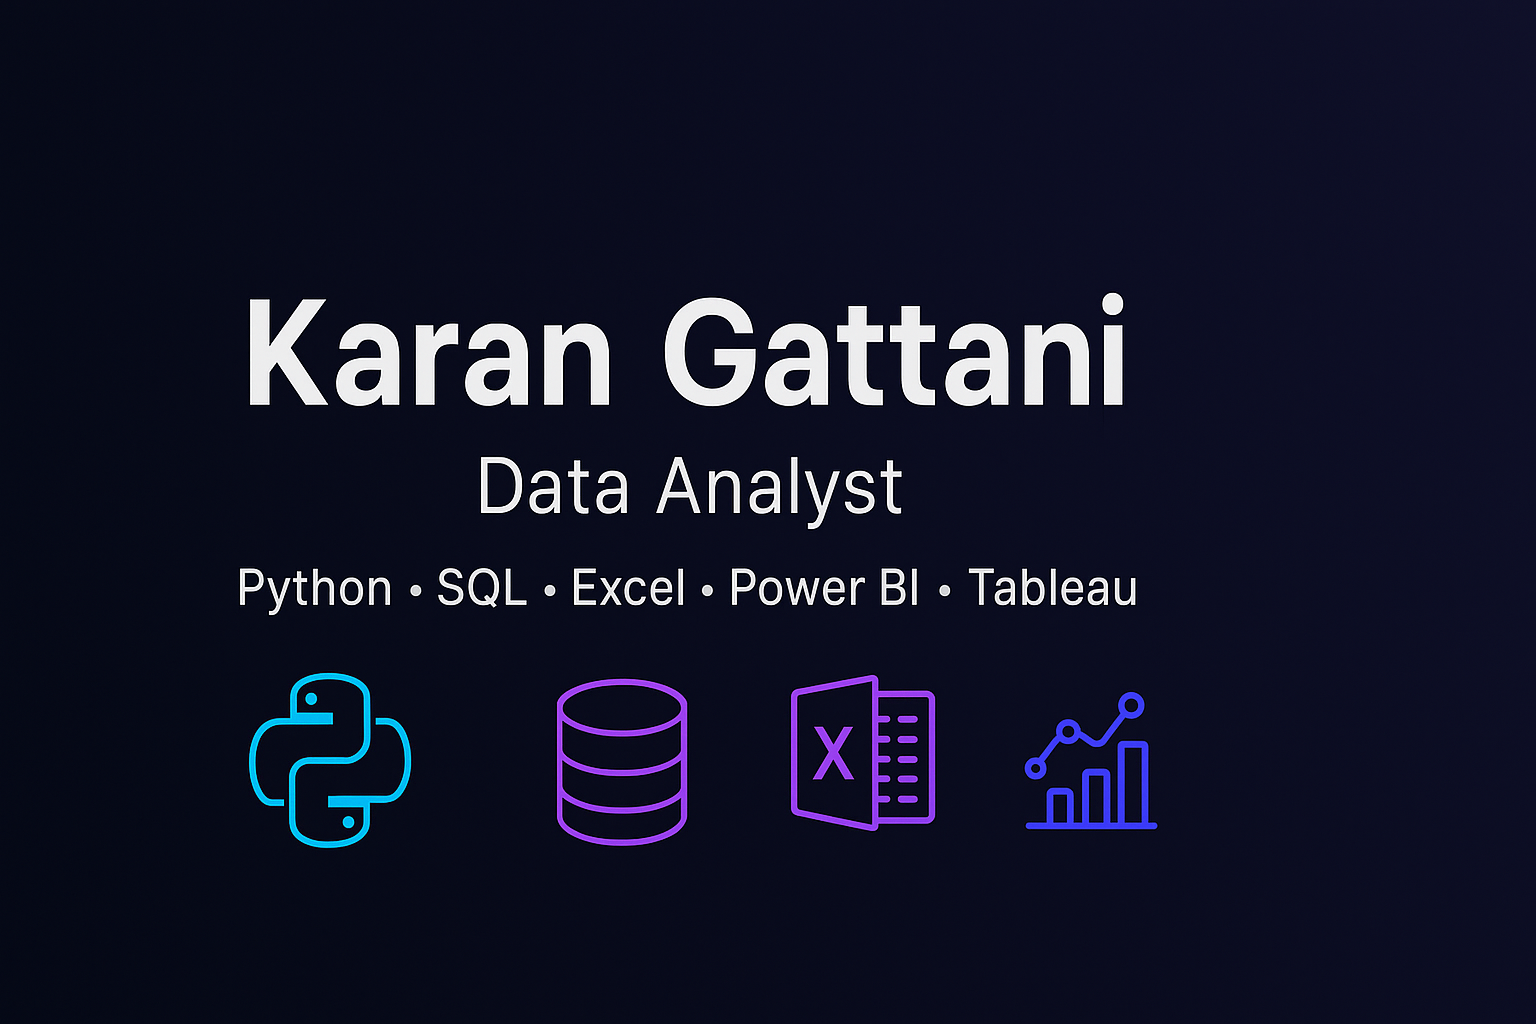 Karan Gattani
Data Analyst
Python • SQL • Excel • Power BI • Tableau
X